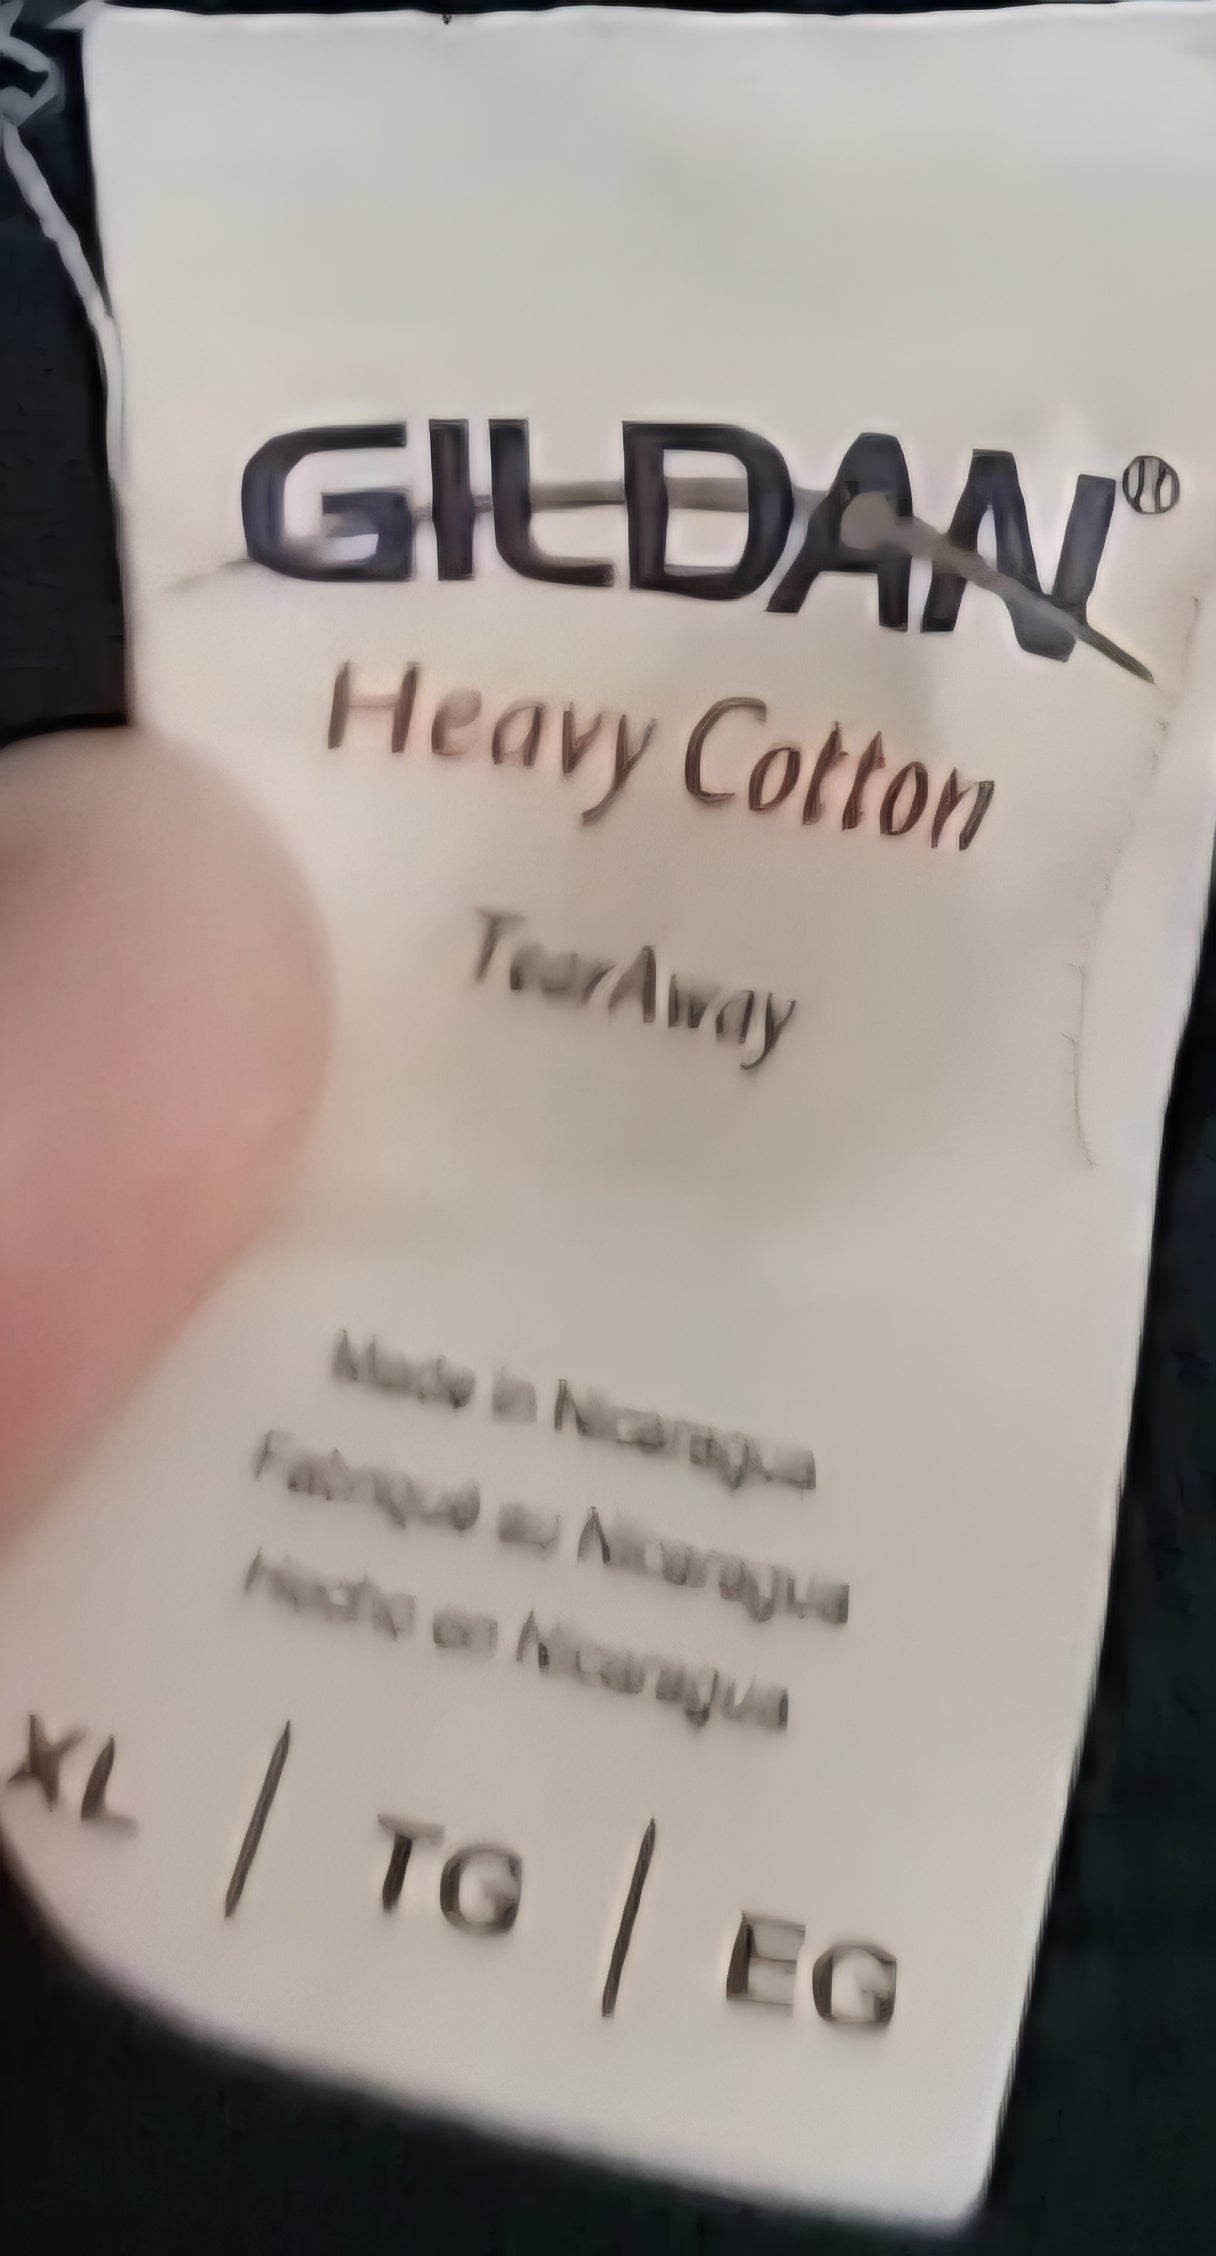 GILDAN®
Heavy Cotton
TearAway
Made in Nicaragua
Fabriqué au Nicaragua
Hecho en Nicaragua
XL / TG / EG